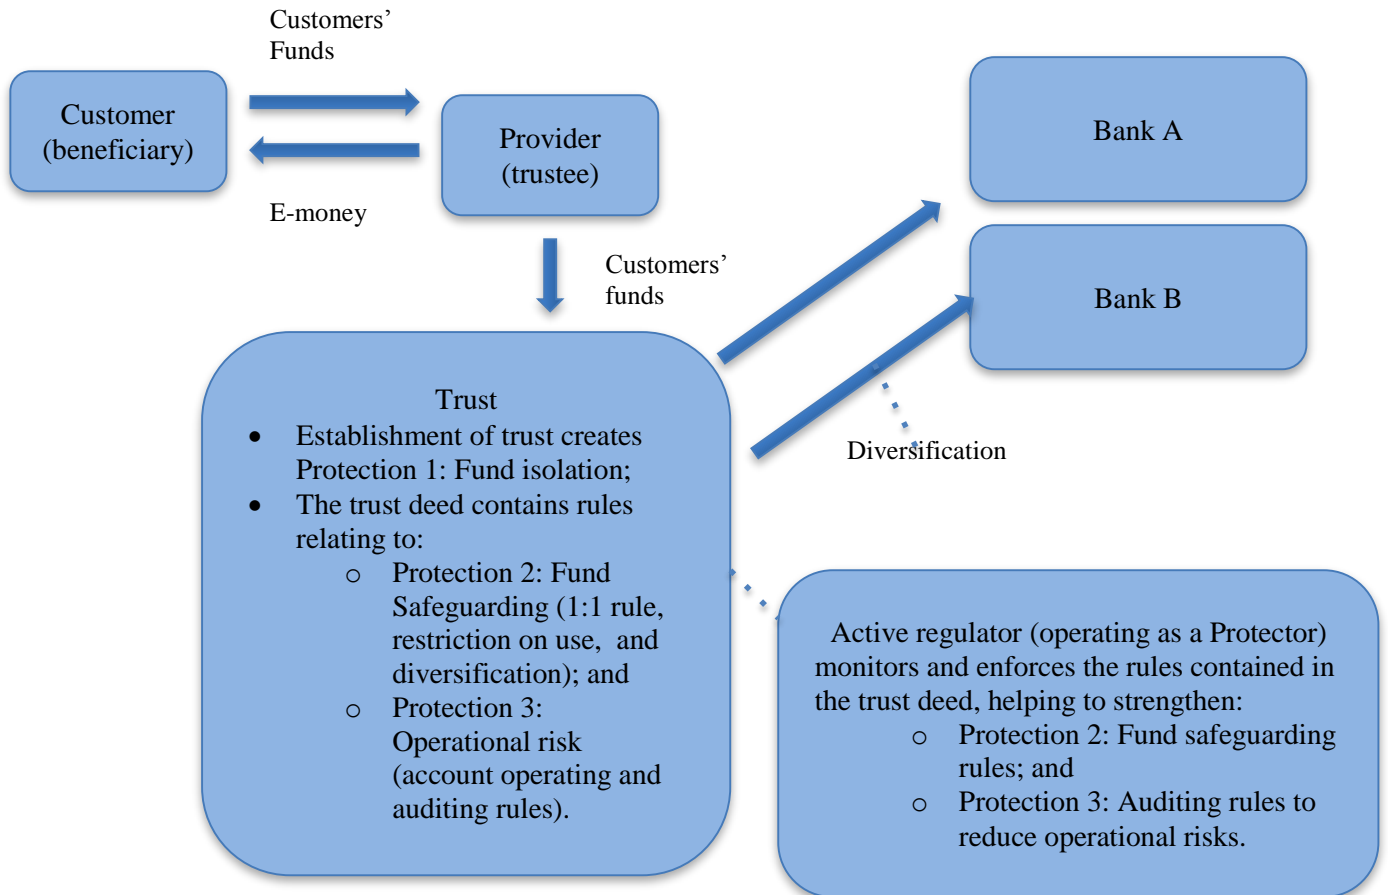 Customers’
Funds
Customer
(beneficiary)
Provider
(trustee)
E-money
Bank A
Bank B
Customers’
funds
Diversification
Trust
• Establishment of trust creates
Protection 1: Fund isolation;
• The trust deed contains rules
relating to:
o Protection 2: Fund
Safeguarding (1:1 rule,
restriction on use, and
diversification); and
o Protection 3:
Operational risk
(account operating and
auditing rules).
Active regulator (operating as a Protector)
monitors and enforces the rules contained in
the trust deed, helping to strengthen:
o Protection 2: Fund safeguarding
rules; and
o Protection 3: Auditing rules to
reduce operational risks.